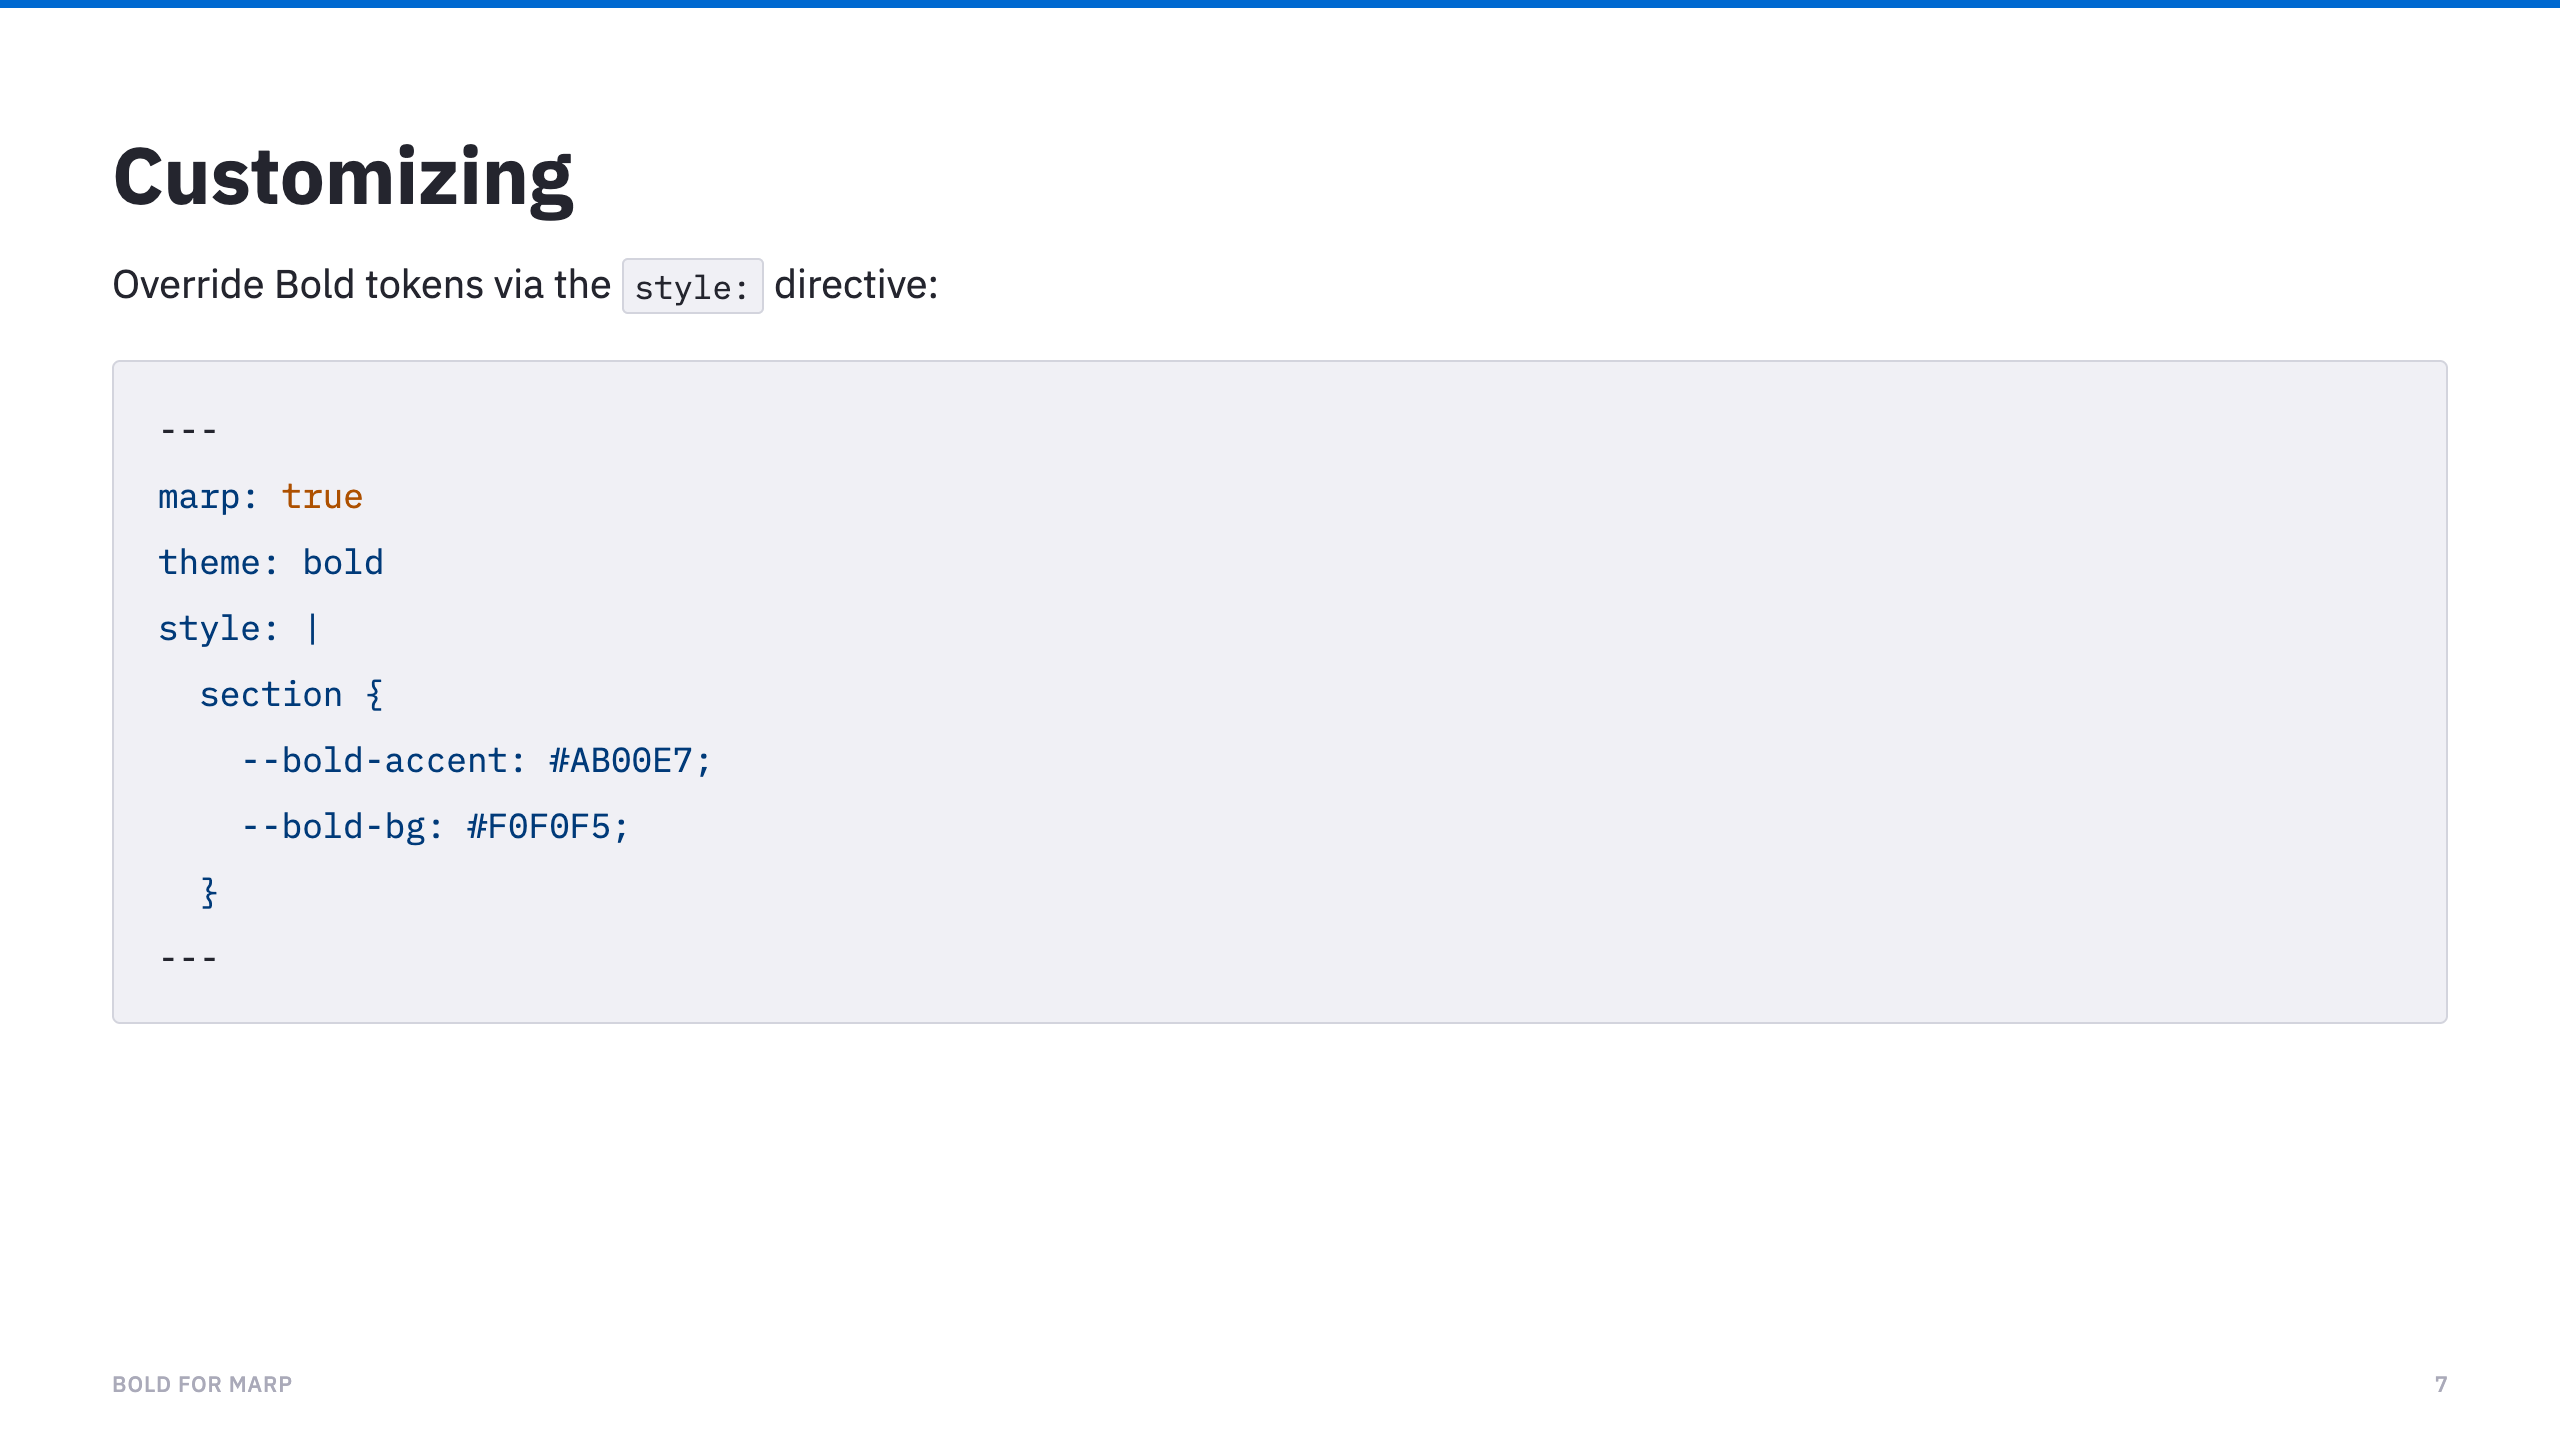 Customizing
Override Bold tokens via the style: directive:
---
marp: true
theme: bold
style: |
  section {
    --bold-accent: #AB00E7;
    --bold-bg: #F0F0F5;
  }
---
BOLD FOR MARP
7